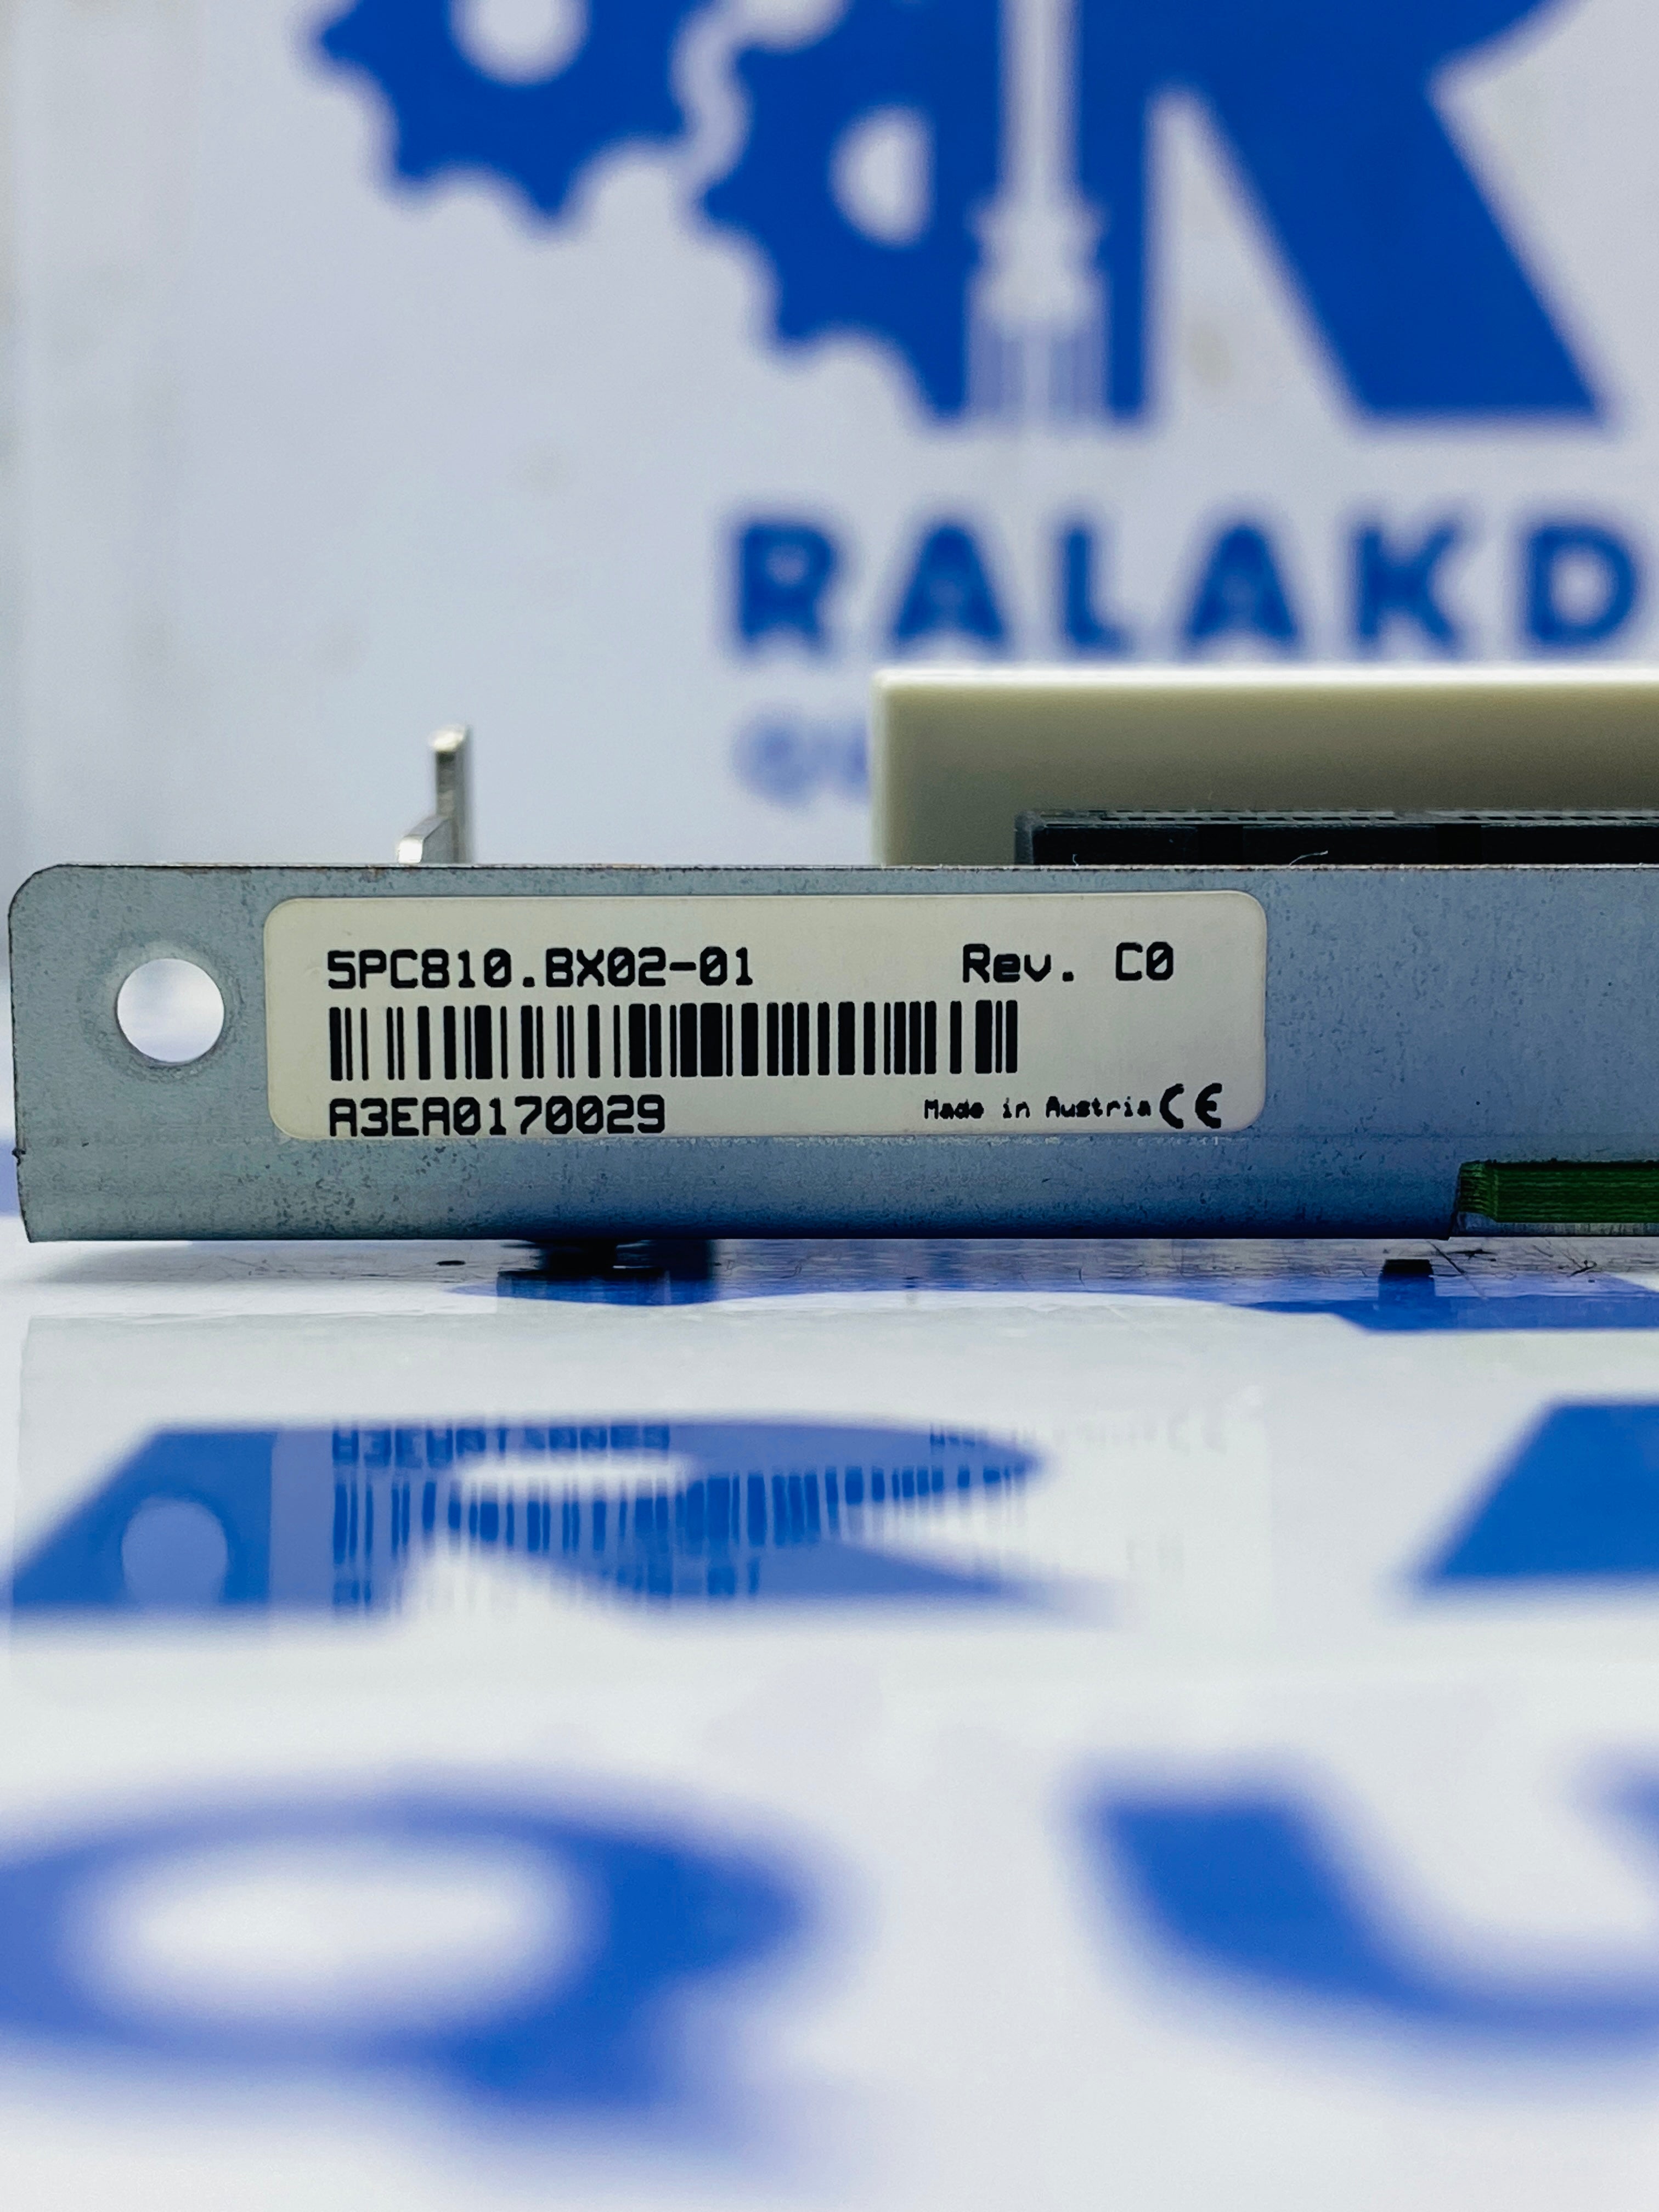 RALAKD
5PC810.BX02-01 Rev. C0
A3EA0170029
Made in Austria CE